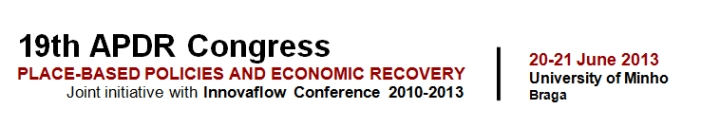 19th APDR Congress
PLACE-BASED POLICIES AND ECONOMIC RECOVERY
Joint initiative with Innovaflow Conference 2010-2013
20-21 June 2013
University of Minho
Braga